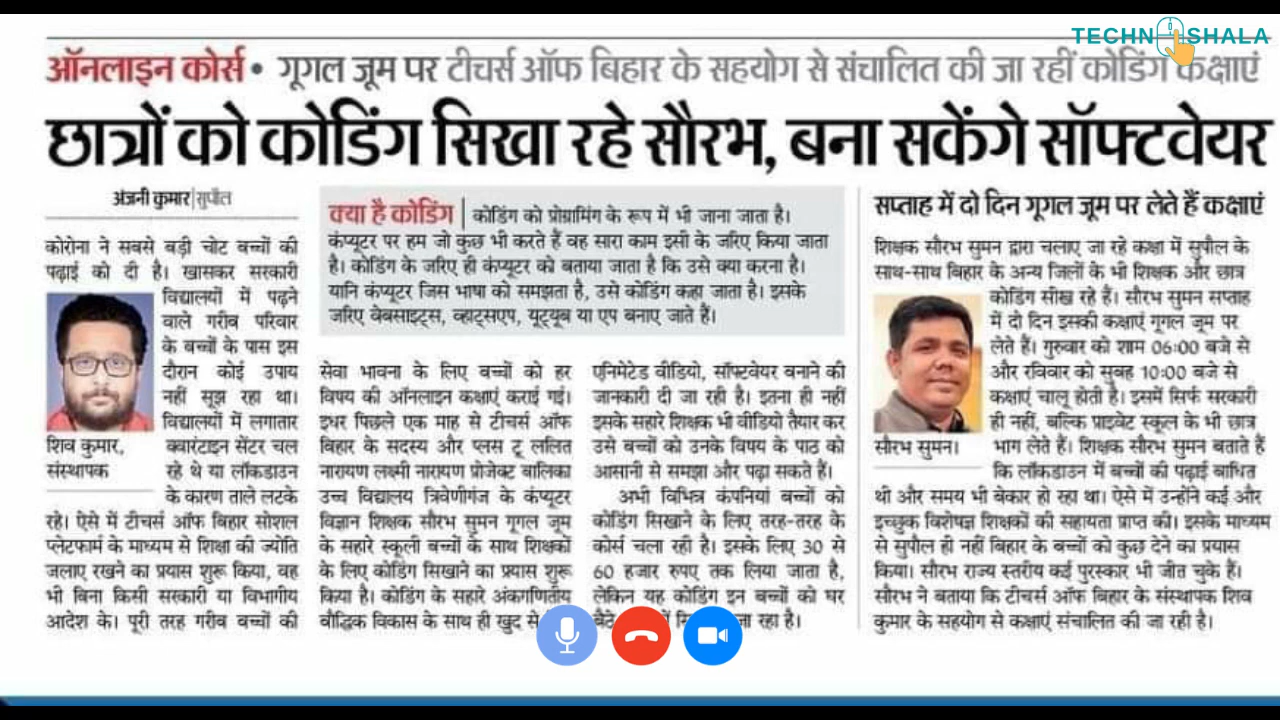 TECHNOSHALA
ऑनलाइन कोर्स • गूगल जूम पर टीचर्स ऑफ बिहार के सहयोग से संचालित की जा रहीं कोडिंग कक्षाएं
छात्रों को कोडिंग सिखा रहे सौरभ, बना सकेंगे सॉफ्टवेयर
अंजनी कुमार|सुपौल
कोरोना ने सबसे बड़ी चोट बच्चों की
पढ़ाई को दी है। खासकर सरकारी
विद्यालयों में पढ़ने
वाले गरीब परिवार
के बच्चों के पास इस
दौरान कोई उपाय
नहीं सूझ रहा था।
विद्यालयों में लगातार
क्वारंटाइन सेंटर चल
रहे थे या लॉकडाउन
के कारण ताले लटके
शिव कुमार,
संस्थापक
रहे। ऐसे में टीचर्स ऑफ बिहार सोशल
प्लेटफार्म के माध्यम से शिक्षा की ज्योति
जलाए रखने का प्रयास शुरू किया, वह
भी बिना किसी सरकारी या विभागीय
आदेश के। पूरी तरह गरीब बच्चों की
क्या है कोडिंग | कोडिंग को प्रोग्रामिंग के रूप में भी जाना जाता है।
कंप्यूटर पर हम जो कुछ भी करते हैं वह सारा काम इसी के जरिए किया जाता
है। कोडिंग के जरिए ही कंप्यूटर को बताया जाता है कि उसे क्या करना है।
यानि कंप्यूटर जिस भाषा को समझता है, उसे कोडिंग कहा जाता है। इसके
जरिए वेबसाइट्स, व्हाट्सएप, यूट्यूब या एप बनाए जाते हैं।
सेवा भावना के लिए बच्चों को हर
विषय की ऑनलाइन कक्षाएं कराई गई।
इधर पिछले एक माह से टीचर्स ऑफ
बिहार के सदस्य और प्लस टू ललित
नारायण लक्ष्मी नारायण प्रोजेक्ट बालिका
उच्च विद्यालय त्रिवेणीगंज के कंप्यूटर
विज्ञान शिक्षक सौरभ सुमन गूगल जूम
के सहारे स्कूली बच्चों के साथ शिक्षकों
के लिए कोडिंग सिखाने का प्रयास शुरू
किया है। कोडिंग के सहारे अंकगणितीय
बौद्धिक विकास के साथ ही खुद से
एनिमेटेड वीडियो, सॉफ्टवेयर बनाने की
जानकारी दी जा रही है। इतना ही नहीं
इसके सहारे शिक्षक भी वीडियो तैयार कर
उसे बच्चों को उनके विषय के पाठ को
आसानी से समझा और पढ़ा सकते हैं।
अभी विभिन्न कंपनियां बच्चों को
कोडिंग सिखाने के लिए तरह-तरह के
कोर्स चला रही है। इसके लिए 30 से
60 हजार रुपए तक लिया जाता है,
लेकिन यह कोडिंग इन बच्चों को घर
जा रहा है।
सप्ताह में दो दिन गूगल जूम पर लेते हैं कक्षाएं
शिक्षक सौरभ सुमन द्वारा चलाए जा रहे कक्षा में सुपौल के
साथ-साथ बिहार के अन्य जिलों के भी शिक्षक और छात्र
कोडिंग सीख रहे हैं। सौरभ सुमन सप्ताह
में दो दिन इसकी कक्षाएं गूगल जूम पर
लेते हैं। गुरुवार को शाम 06:00 बजे से
और रविवार को सुबह 10:00 बजे से
कक्षाएं चालू होती है। इसमें सिर्फ सरकारी
ही नहीं, बल्कि प्राइवेट स्कूल के भी छात्र
भाग लेते हैं। शिक्षक सौरभ सुमन बताते हैं
कि लॉकडाउन में बच्चों की पढ़ाई बाधित
सौरभ सुमन।
थी और समय भी बेकार हो रहा था। ऐसे में उन्होंने कई और
इच्छुक विशेषज्ञ शिक्षकों की सहायता प्राप्त की। इसके माध्यम
से सुपौल ही नहीं बिहार के बच्चों को कुछ देने का प्रयास
किया। सौरभ राज्य स्तरीय कई पुरस्कार भी जीत चुके हैं।
सौरभ ने बताया कि टीचर्स ऑफ बिहार के संस्थापक शिव
कुमार के सहयोग से कक्षाएं संचालित की जा रही है।